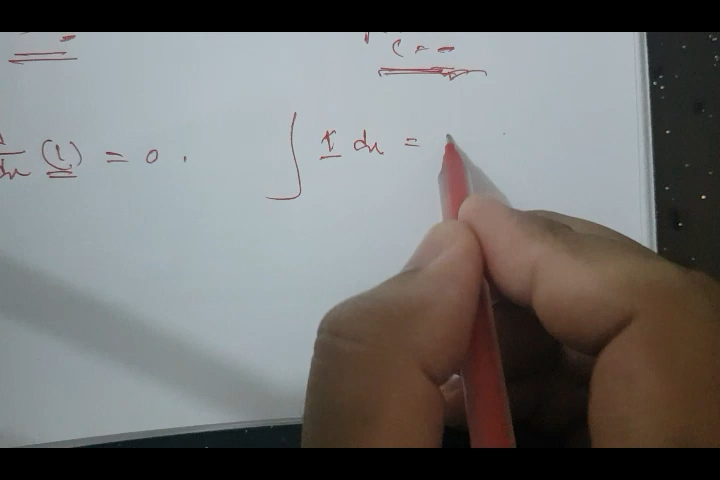 d/dx (1) = 0. ∫ 1 dx =